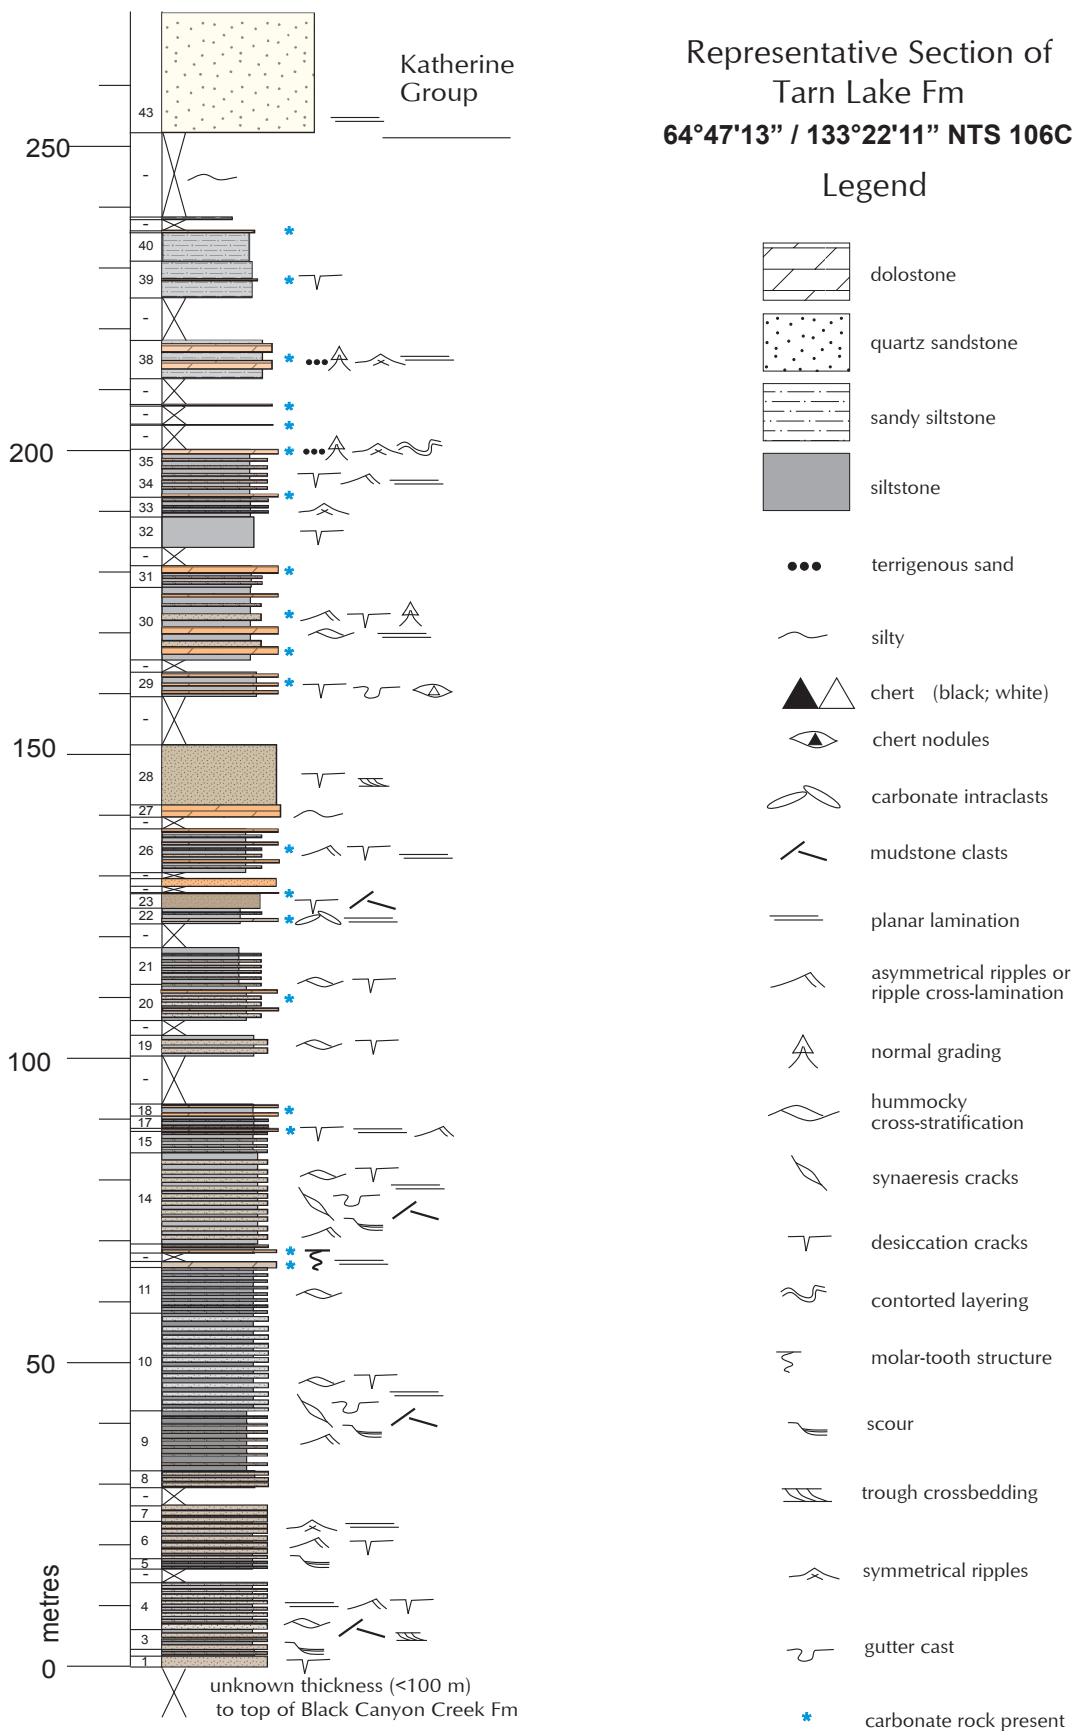 Representative Section of
Tarn Lake Fm
64°47'13” / 133°22'11” NTS 106C
Legend
dolostone
quartz sandstone
sandy siltstone
siltstone
terrigenous sand
silty
chert (black; white)
chert nodules
carbonate intraclasts
mudstone clasts
planar lamination
asymmetrical ripples or
ripple cross-lamination
normal grading
hummocky
cross-stratification
synaeresis cracks
desiccation cracks
contorted layering
molar-tooth structure
scour
trough crossbedding
symmetrical ripples
gutter cast
* carbonate rock present
Katherine
Group
43
250
-
-
40
39
-
38
-
-
-
200
35
34
33
32
-
31
30
-
29
-
150
28
27
-
26
-
-
23
22
-
21
20
-
19
100
-
18
17
15
14
-
11
10
50
9
8
-
7
6
5
-
4
3
1
0
metres
unknown thickness (<100 m)
to top of Black Canyon Creek Fm